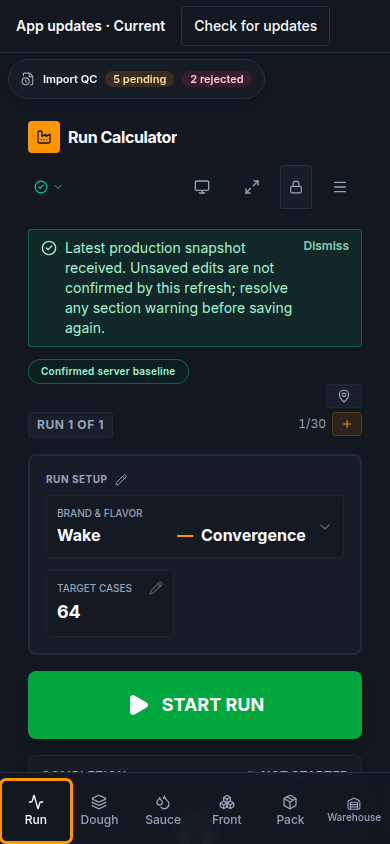 App updates · Current
Check for updates
Import QC
5 pending
2 rejected
Run Calculator
Latest production snapshot
received. Unsaved edits are not
confirmed by this refresh; resolve
any section warning before saving
again.
Dismiss
Confirmed server baseline
RUN 1 OF 1
1/30
+
RUN SETUP
BRAND & FLAVOR
Wake — Convergence
TARGET CASES
64
START RUN
Run
Dough
Sauce
Front
Pack
Warehouse